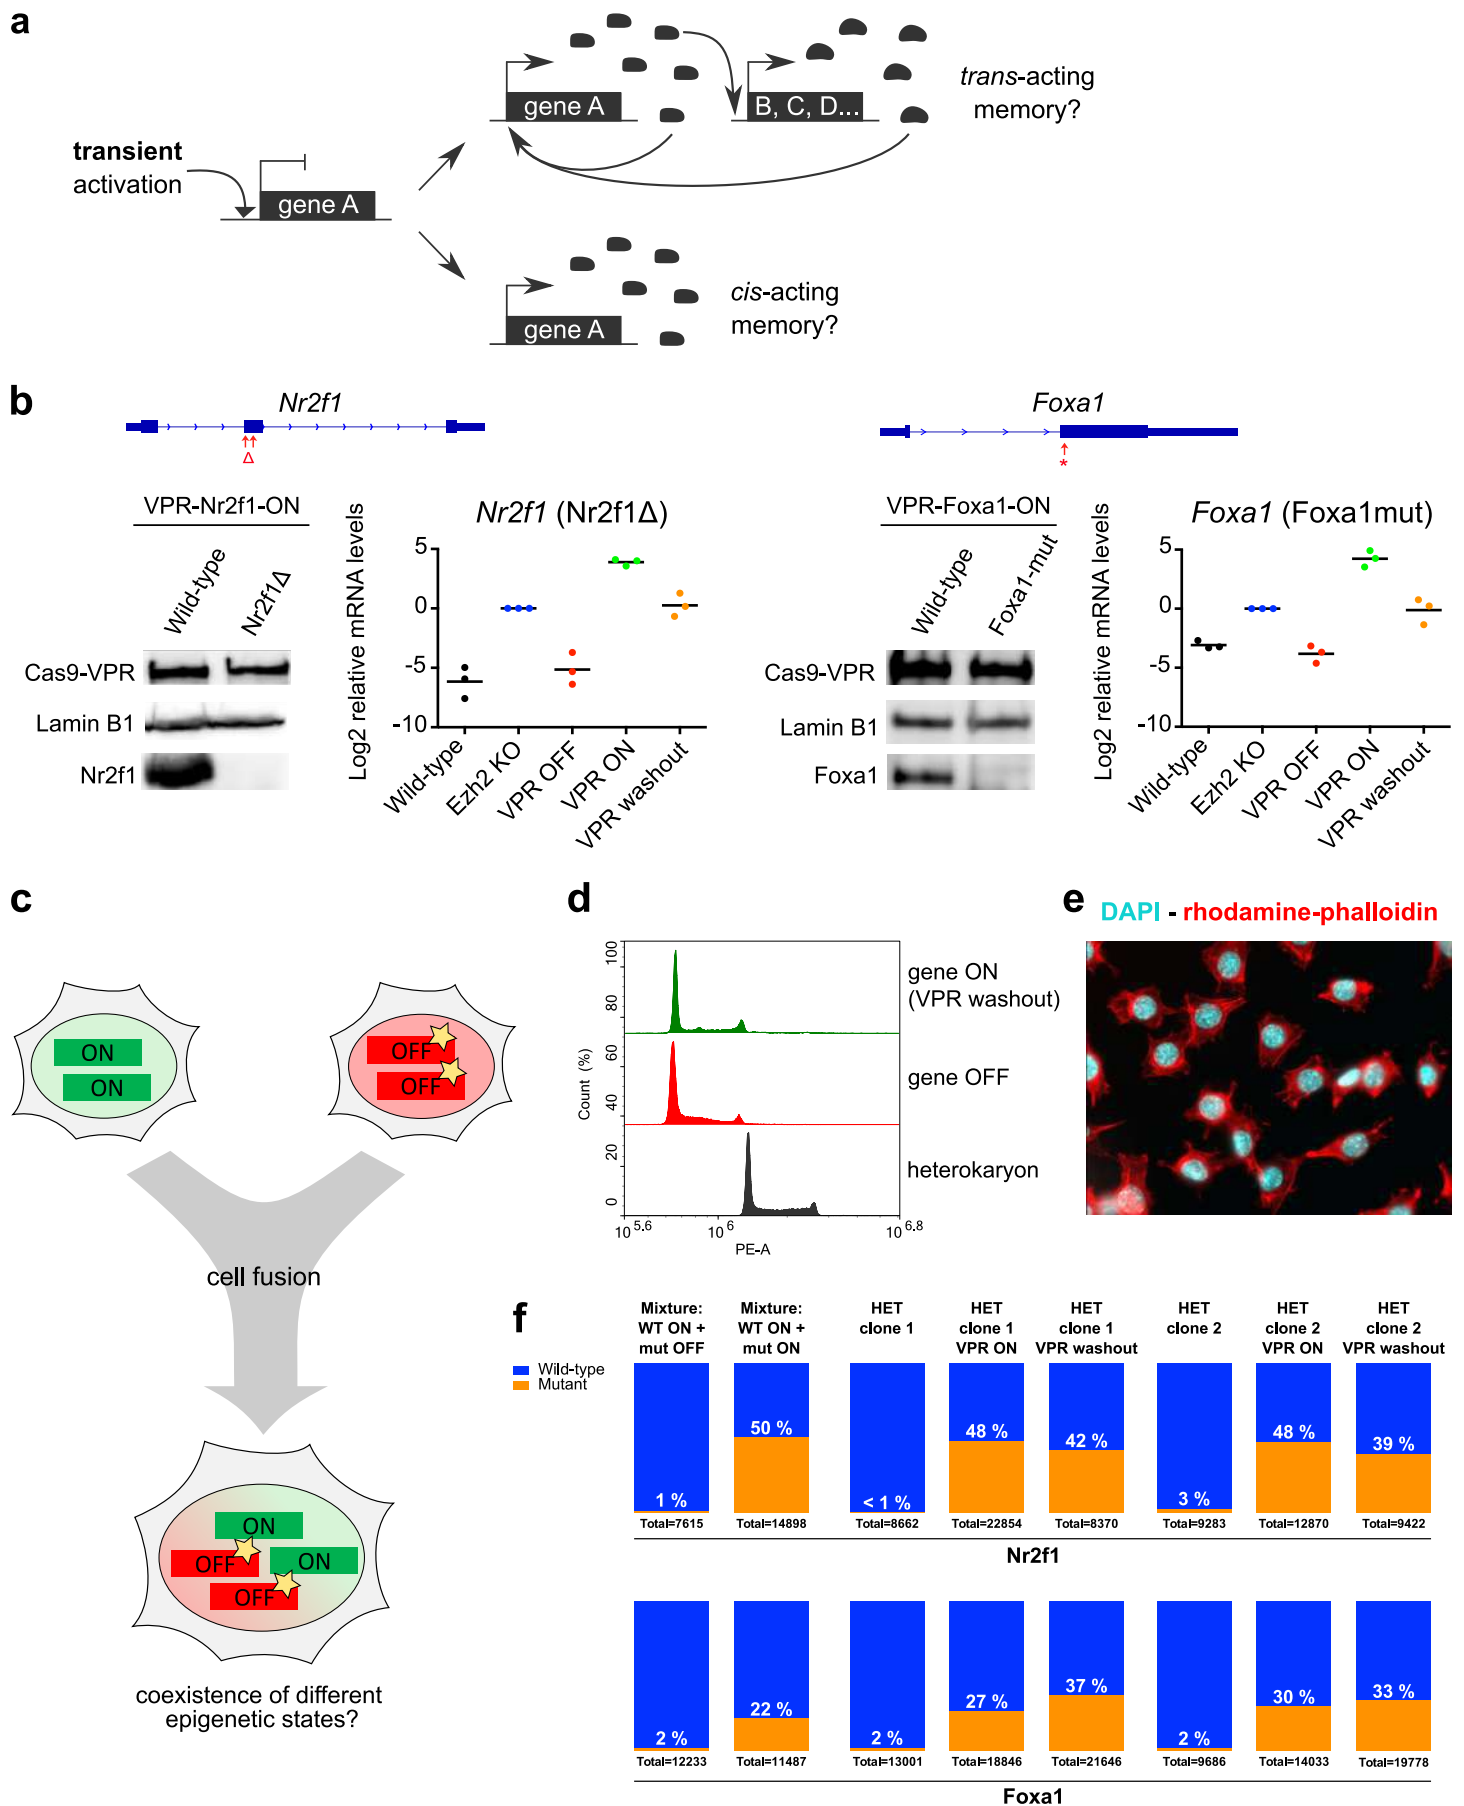 a
transient
activation
gene A
gene A
B, C, D...
trans-acting
memory?
gene A
cis-acting
memory?
b
Nr2f1
Δ
VPR-Nr2f1-ON
Wild-type
Nr2f1Δ
Cas9-VPR
Lamin B1
Nr2f1
Nr2f1 (Nr2f1Δ)
Log2 relative mRNA levels
5
0
-5
-10
Wild-type
Ezh2 KO
VPR OFF
VPR ON
VPR washout
Foxa1
*
VPR-Foxa1-ON
Wild-type
Foxa1-mut
Cas9-VPR
Lamin B1
Foxa1
Foxa1 (Foxa1mut)
Log2 relative mRNA levels
5
0
-5
-10
Wild-type
Ezh2 KO
VPR OFF
VPR ON
VPR washout
c
ON
ON
OFF
OFF
cell fusion
ON
OFF
ON
OFF
coexistence of different
epigenetic states?
d
Count (%)
100
80
60
40
20
0
10^5.6
10^6
10^6.8
PE-A
gene ON
(VPR washout)
gene OFF
heterokaryon
e
DAPI - rhodamine-phalloidin
f
Wild-type
Mutant
Mixture:
WT ON +
mut OFF
Mixture:
WT ON +
mut ON
HET
clone 1
HET
clone 1
VPR ON
HET
clone 1
VPR washout
HET
clone 2
HET
clone 2
VPR ON
HET
clone 2
VPR washout
1 %
50 %
< 1 %
48 %
42 %
3 %
48 %
39 %
Total=7615
Total=14898
Total=8662
Total=22854
Total=8370
Total=9283
Total=12870
Total=9422
Nr2f1
2 %
22 %
2 %
27 %
37 %
2 %
30 %
33 %
Total=12233
Total=11487
Total=13001
Total=18846
Total=21646
Total=9686
Total=14033
Total=19778
Foxa1